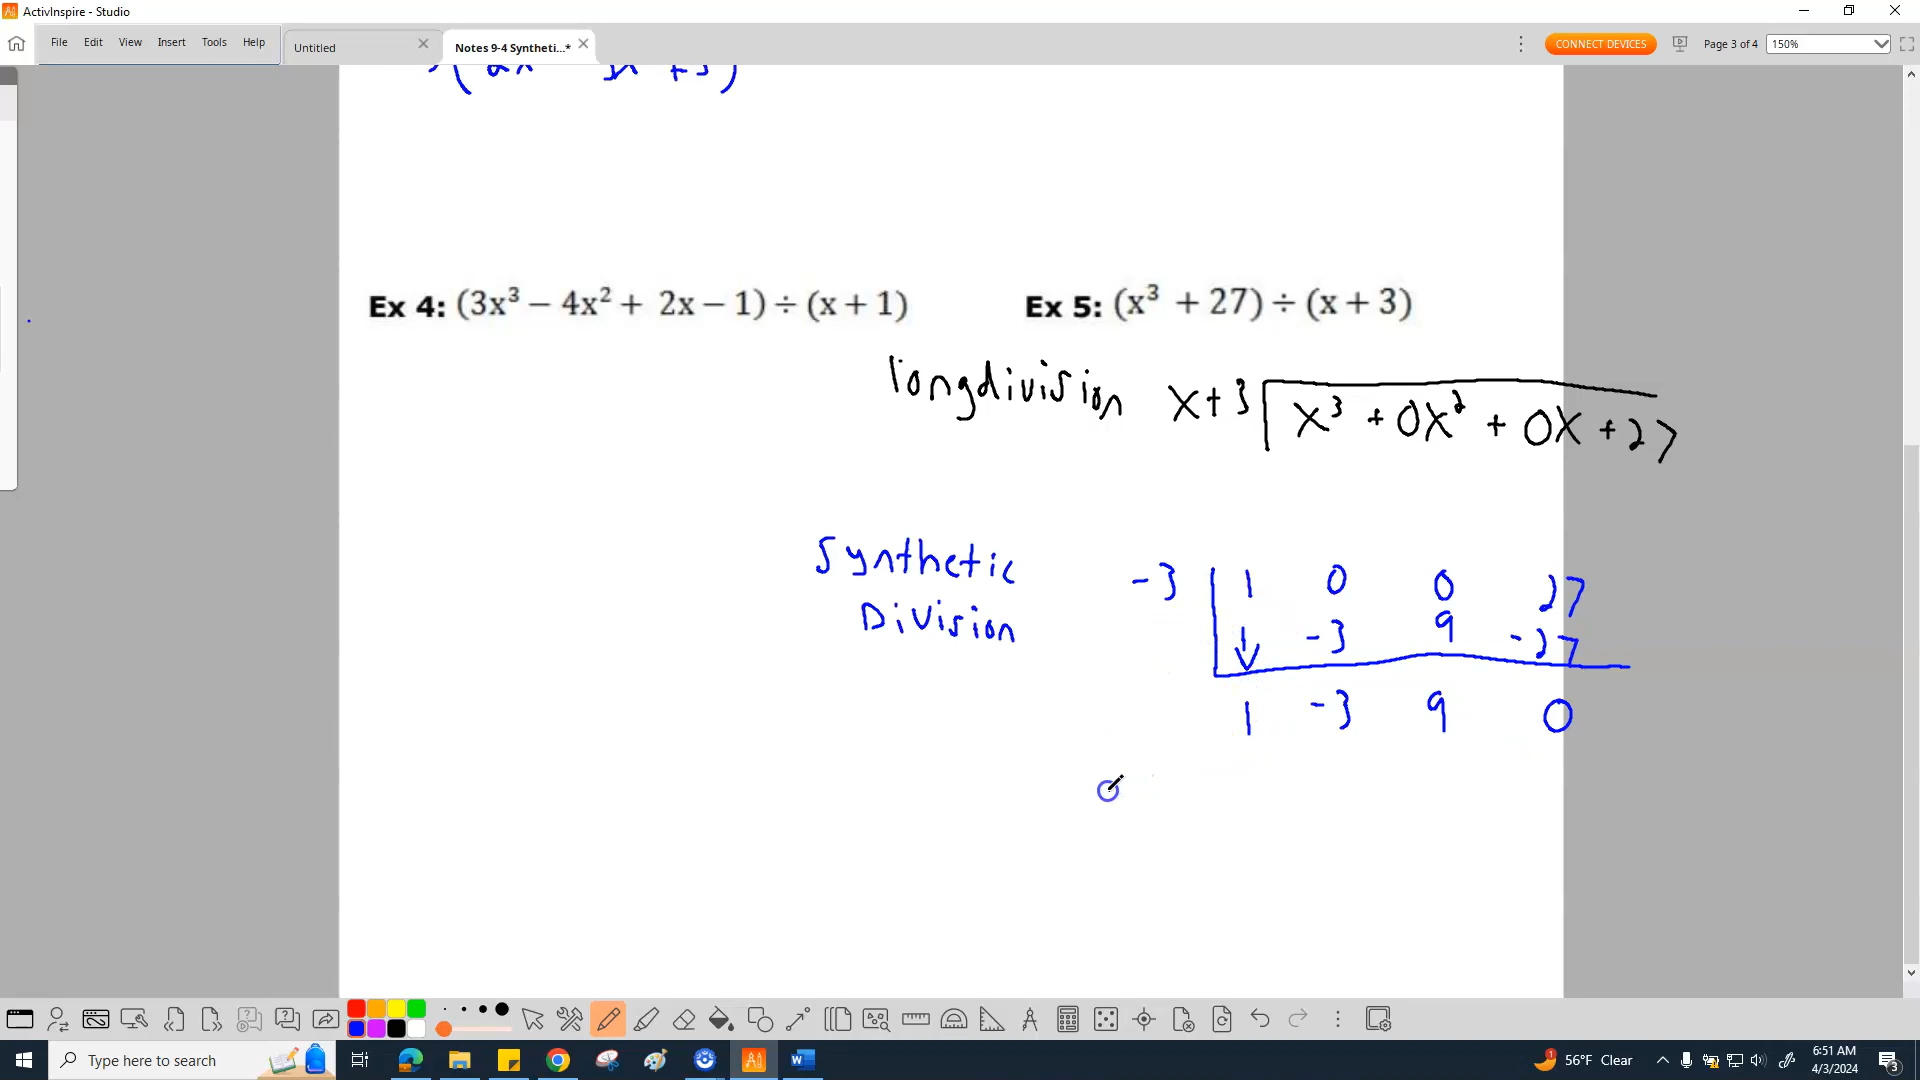 ActivInspire - Studio
File Edit View Insert Tools Help
Untitled
Notes 9-4 Syntheti...*
CONNECT DEVICES
Page 3 of 4
150%
Ex 4: (3x³ − 4x² + 2x − 1) ÷ (x + 1)
Ex 5: (x³ + 27) ÷ (x + 3)
long division
x+3 x³ + 0x² + 0x + 27
Synthetic
Division
-3 1 0 0 27
-3 9 -27
1 -3 9 0
Type here to search
56°F Clear
6:51 AM
4/3/2024